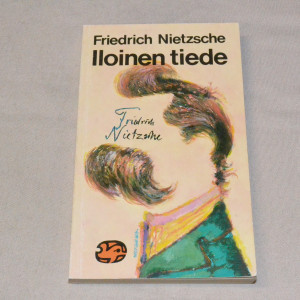 Friedrich Nietzsche
Iloinen tiede
Friedrich
Nietzsche